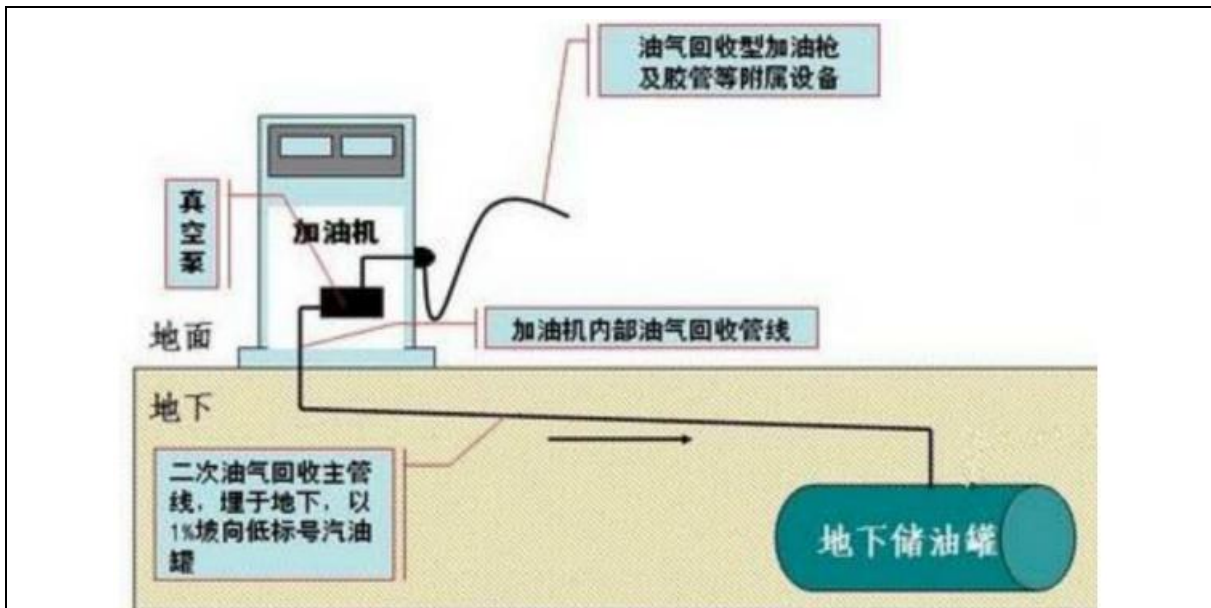 油气回收型加油枪
及胶管等附属设备
真
空
泵
加油机
加油机内部油气回收管线
地面
地下
二次油气回收主管
线，埋于地下，以
1%坡向低标号汽油
罐
地下储油罐